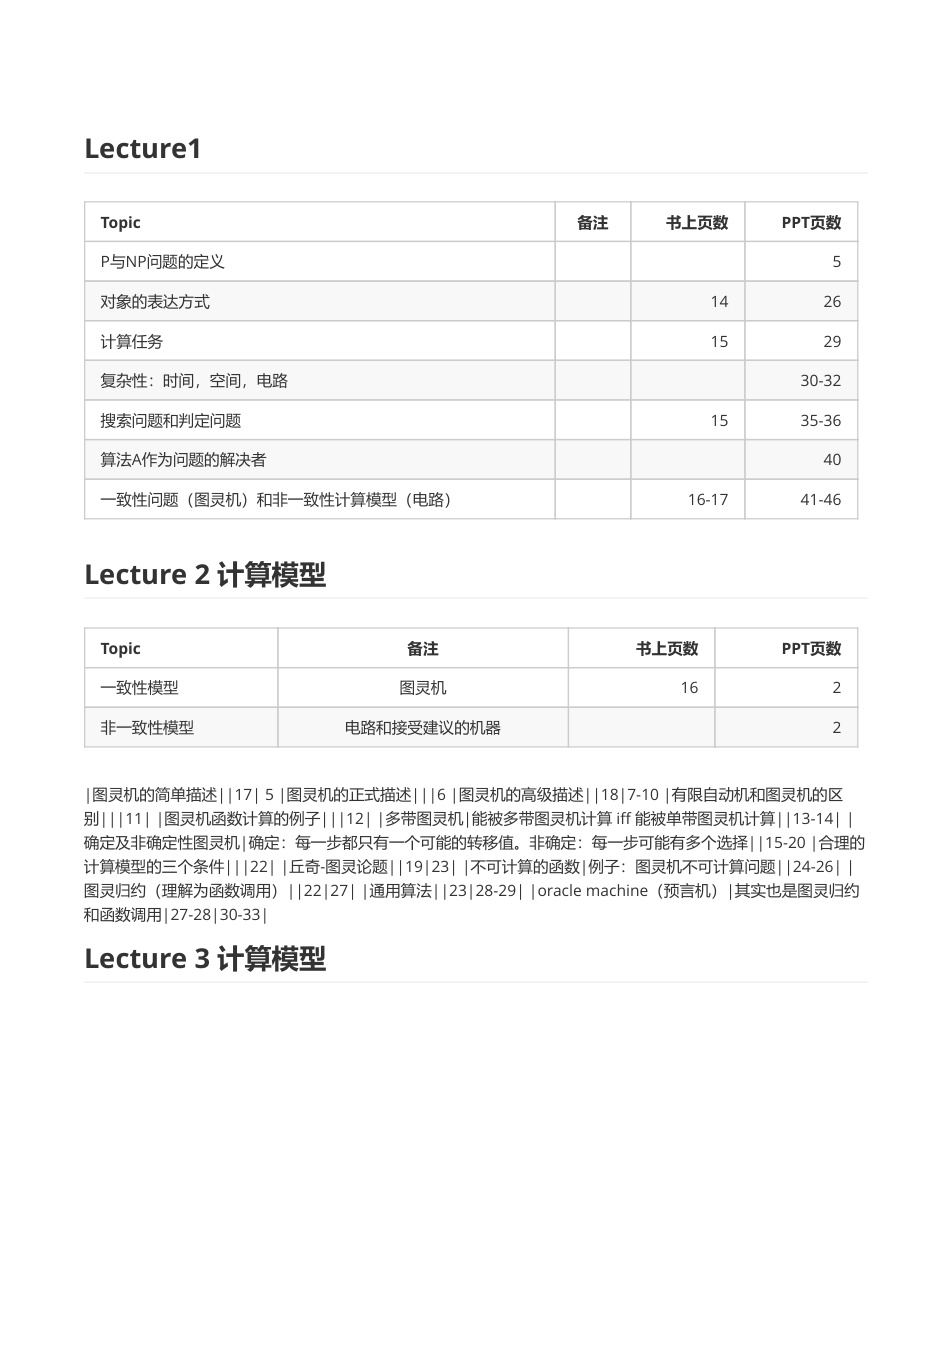 Lecture1
Topic 备注 书上页数 PPT页数
P与NP问题的定义 5
对象的表达方式 14 26
计算任务 15 29
复杂性：时间，空间，电路 30-32
搜索问题和判定问题 15 35-36
算法A作为问题的解决者 40
一致性问题（图灵机）和非一致性计算模型（电路） 16-17 41-46
Lecture 2 计算模型
Topic 备注 书上页数 PPT页数
一致性模型 图灵机 16 2
非一致性模型 电路和接受建议的机器 2
|图灵机的简单描述||17| 5 |图灵机的正式描述|||6 |图灵机的高级描述||18|7-10 |有限自动机和图灵机的区
别|||11| |图灵机函数计算的例子|||12| |多带图灵机|能被多带图灵机计算 iff 能被单带图灵机计算||13-14| |
确定及非确定性图灵机|确定：每一步都只有一个可能的转移值。非确定：每一步可能有多个选择||15-20 |合理的
计算模型的三个条件|||22| |丘奇-图灵论题||19|23| |不可计算的函数|例子：图灵机不可计算问题||24-26| |
图灵归约（理解为函数调用）||22|27| |通用算法||23|28-29| |oracle machine（预言机）|其实也是图灵归约
和函数调用|27-28|30-33|
Lecture 3 计算模型